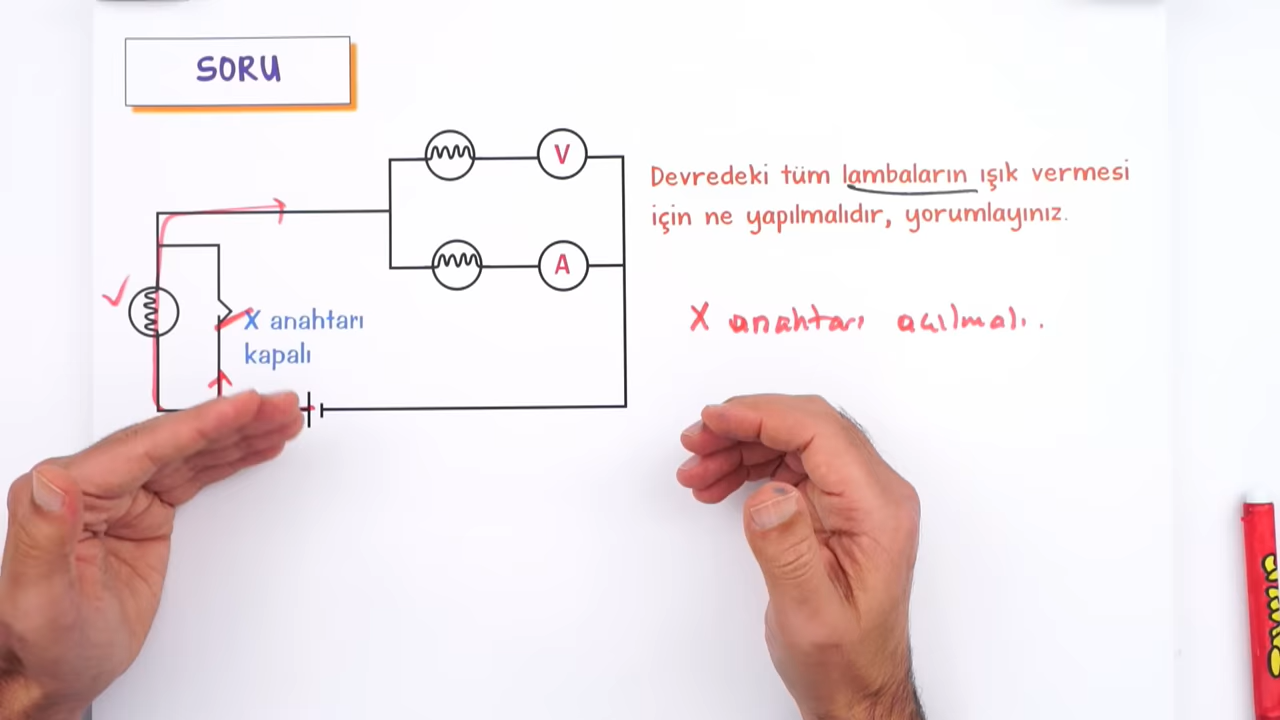 SORU
V
A
Devredeki tüm lambaların ışık vermesi
için ne yapılmalıdır, yorumlayınız.
X anahtarı
kapalı
X anahtarı açılmalı.